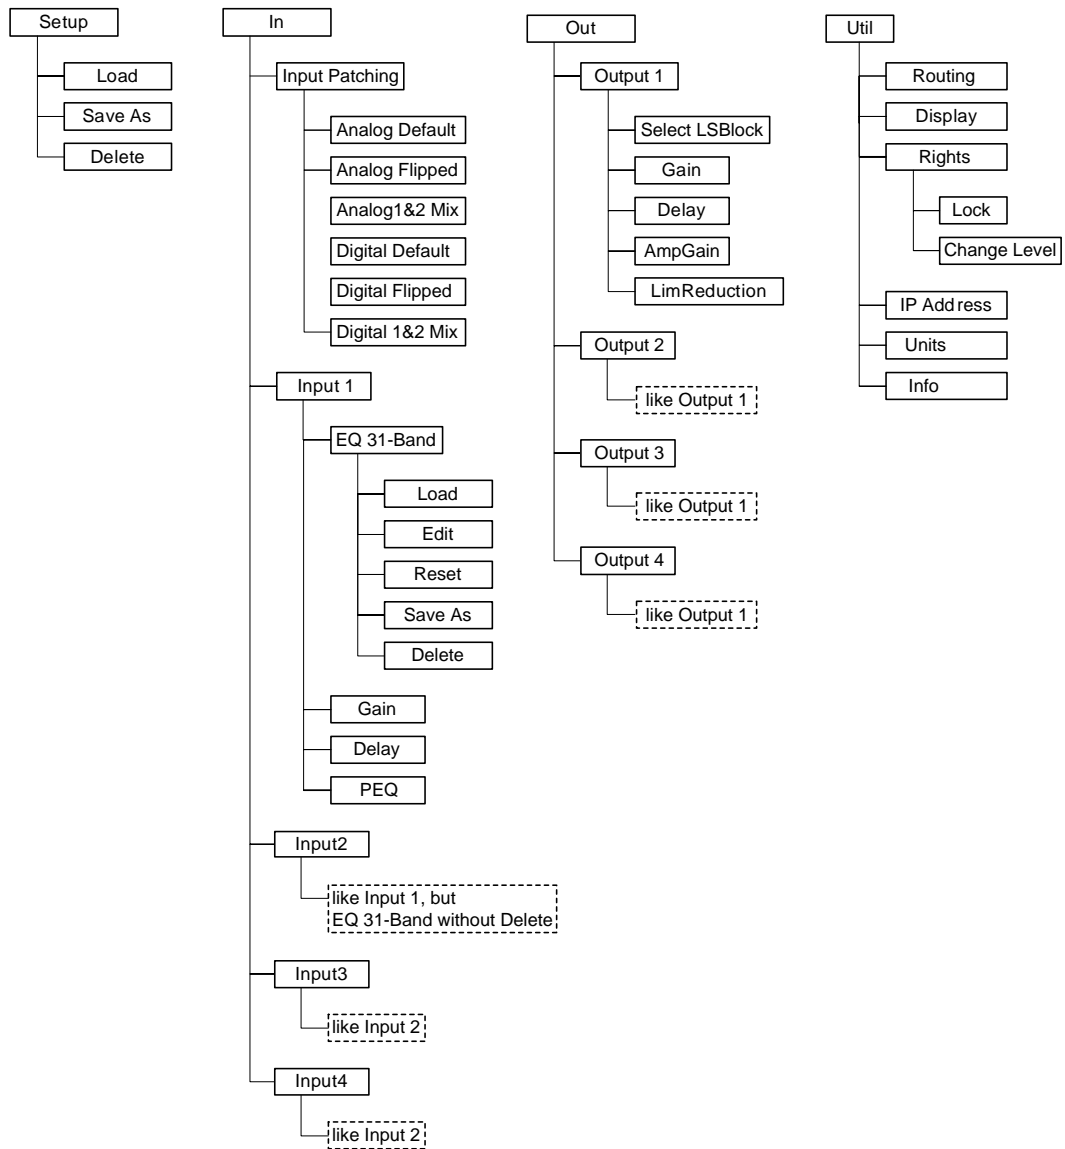 Setup
Load
Save As
Delete
In
Input Patching
Analog Default
Analog Flipped
Analog1&2 Mix
Digital Default
Digital Flipped
Digital 1&2 Mix
Input 1
EQ 31-Band
Load
Edit
Reset
Save As
Delete
Gain
Delay
PEQ
Input2
like Input 1, but
EQ 31-Band without Delete
Input3
like Input 2
Input4
like Input 2
Out
Output 1
Select LSBlock
Gain
Delay
AmpGain
LimReduction
Output 2
like Output 1
Output 3
like Output 1
Output 4
like Output 1
Util
Routing
Display
Rights
Lock
Change Level
IP Address
Units
Info